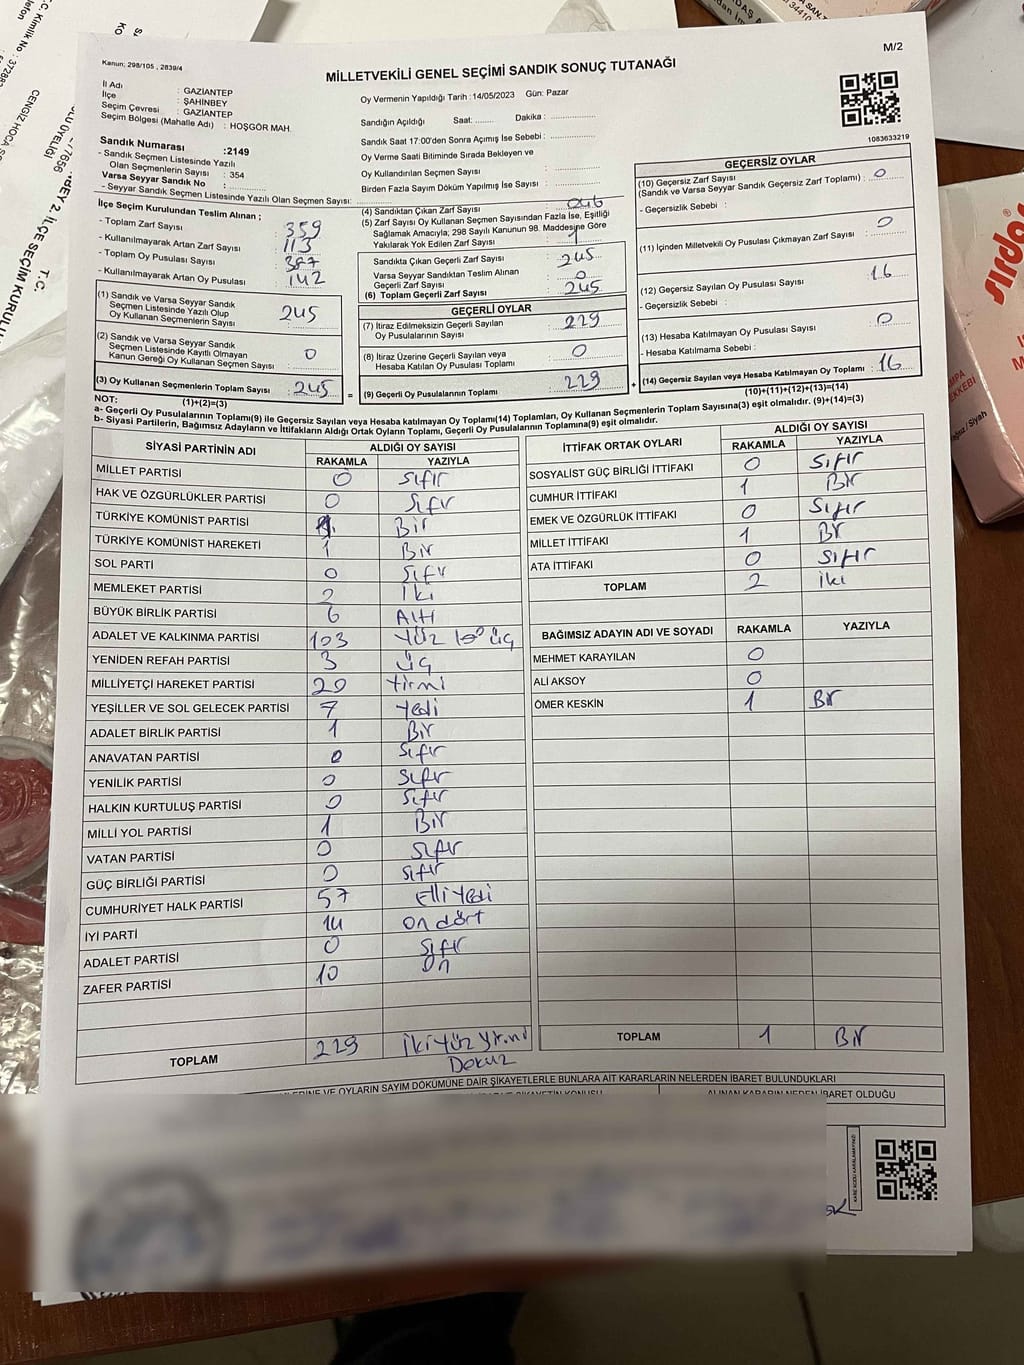 M/2
Kanun: 298/105 , 2839/4
MİLLETVEKİLİ GENEL SEÇİMİ SANDIK SONUÇ TUTANAĞI
İl Adı : GAZİANTEP
İlçe : ŞAHİNBEY
Seçim Çevresi : GAZİANTEP
Seçim Bölgesi (Mahalle Adı) : HOŞGÖR MAH.
Sandık Numarası :2149
- Sandık Seçmen Listesinde Yazılı
Olan Seçmenlerin Sayısı : 354
Varsa Seyyar Sandık No :
- Seyyar Sandık Seçmen Listesinde Yazılı Olan Seçmen Sayısı:
Oy Vermenin Yapıldığı Tarih :14/05/2023 Gün: Pazar
Sandığın Açıldığı Saat: Dakika :
Sandık Saat 17:00'den Sonra Açılmış İse Sebebi :
Oy Verme Saati Bitiminde Sırada Bekleyen ve
Oy Kullandırılan Seçmen Sayısı
Birden Fazla Sayım Döküm Yapılmış İse Sayısı :
1083633219
İlçe Seçim Kurulundan Teslim Alınan ;
- Toplam Zarf Sayısı : 359
- Kullanılmayarak Artan Zarf Sayısı : 113
- Toplam Oy Pusulası Sayısı : 387
- Kullanılmayarak Artan Oy Pusulası : 142
(1) Sandık ve Varsa Seyyar Sandık
Seçmen Listesinde Yazılı Olup
Oy Kullanan Seçmenlerin Sayısı : 245
(2) Sandık ve Varsa Seyyar Sandık
Seçmen Listesinde Kayıtlı Olmayan
Kanun Gereği Oy Kullanan Seçmen Sayısı : 0
(3) Oy Kullanan Seçmenlerin Toplam Sayısı : 245
(1)+(2)=(3)
(4) Sandıktan Çıkan Zarf Sayısı : 246
(5) Zarf Sayısı Oy Kullanan Seçmen Sayısından Fazla İse, Eşitliği
Sağlamak Amacıyla; 298 Sayılı Kanunun 98. Maddesine Göre
Yakılarak Yok Edilen Zarf Sayısı : 1
Sandıkta Çıkan Geçerli Zarf Sayısı : 245
Varsa Seyyar Sandıktan Teslim Alınan
Geçerli Zarf Sayısı : 0
(6) Toplam Geçerli Zarf Sayısı : 245
GEÇERLİ OYLAR
(7) İtiraz Edilmeksizin Geçerli Sayılan
Oy Pusulalarının Sayısı : 229
(8) İtiraz Üzerine Geçerli Sayılan veya
Hesaba Katılan Oy Pusulası Toplamı : 0
(9) Geçerli Oy Pusulalarının Toplamı : 229
GEÇERSİZ OYLAR
(10) Geçersiz Zarf Sayısı
(Sandık ve Varsa Seyyar Sandık Geçersiz Zarf Toplamı) : 0
- Geçersizlik Sebebi :
(11) İçinden Milletvekili Oy Pusulası Çıkmayan Zarf Sayısı : 0
(12) Geçersiz Sayılan Oy Pusulası Sayısı : 16
- Geçersizlik Sebebi :
(13) Hesaba Katılmayan Oy Pusulası Sayısı : 0
- Hesaba Katılmama Sebebi :
(14) Geçersiz Sayılan veya Hesaba Katılmayan Oy Toplamı : 16
(10)+(11)+(12)+(13)=(14)
NOT:
a- Geçerli Oy Pusulalarının Toplamı(9) ile Geçersiz Sayılan veya Hesaba katılmayan Oy Toplamı(14) Toplamları, Oy Kullanan Seçmenlerin Toplam Sayısına(3) eşit olmalıdır. (9)+(14)=(3)
b- Siyasi Partilerin, Bağımsız Adayların ve İttifakların Aldığı Ortak Oyların Toplamı, Geçerli Oy Pusulalarının Toplamına(9) eşit olmalıdır.
SİYASİ PARTİNİN ADI ALDIĞI OY SAYISI
RAKAMLA YAZIYLA
MİLLET PARTİSİ 0 Sıfır
HAK VE ÖZGÜRLÜKLER PARTİSİ 0 Sıfır
TÜRKİYE KOMÜNİST PARTİSİ 1 Bir
TÜRKİYE KOMÜNİST HAREKETİ 1 Bir
SOL PARTİ 0 Sıfır
MEMLEKET PARTİSİ 2 İki
BÜYÜK BİRLİK PARTİSİ 6 Altı
ADALET VE KALKINMA PARTİSİ 103 Yüz üç
YENİDEN REFAH PARTİSİ 3 üç
MİLLİYETÇİ HAREKET PARTİSİ 20 Yirmi
YEŞİLLER VE SOL GELECEK PARTİSİ 7 Yedi
ADALET BİRLİK PARTİSİ 1 Bir
ANAVATAN PARTİSİ 0 Sıfır
YENİLİK PARTİSİ 0 Sıfır
HALKIN KURTULUŞ PARTİSİ 0 Sıfır
MİLLİ YOL PARTİSİ 1 Bir
VATAN PARTİSİ 0 Sıfır
GÜÇ BİRLİĞİ PARTİSİ 0 Sıfır
CUMHURİYET HALK PARTİSİ 57 Elli Yedi
İYİ PARTİ 14 on dört
ADALET PARTİSİ 0 Sıfır
ZAFER PARTİSİ 10 On
TOPLAM 229 İki Yüz Yirmi
Dokuz
İTTİFAK ORTAK OYLARI ALDIĞI OY SAYISI
RAKAMLA YAZIYLA
SOSYALİST GÜÇ BİRLİĞİ İTTİFAKI 0 Sıfır
CUMHUR İTTİFAKI 1 Bir
EMEK VE ÖZGÜRLÜK İTTİFAKI 0 Sıfır
MİLLET İTTİFAKI 1 Bir
ATA İTTİFAKI 0 Sıfır
TOPLAM 2 iki
BAĞIMSIZ ADAYIN ADI VE SOYADI RAKAMLA YAZIYLA
MEHMET KARAYILAN 0
ALİ AKSOY 0
ÖMER KESKİN 1 Bir
TOPLAM 1 Bir
VE OYLARIN SAYIM DÖKÜMÜNE DAİR ŞİKAYETLERLE BUNLARA AİT KARARLARIN NELERDEN İBARET BULUNDUKLARI
ALINAN KARARIN NEDEN İBARET OLDUĞU
KARE KODU KARALAMAYINIZ!